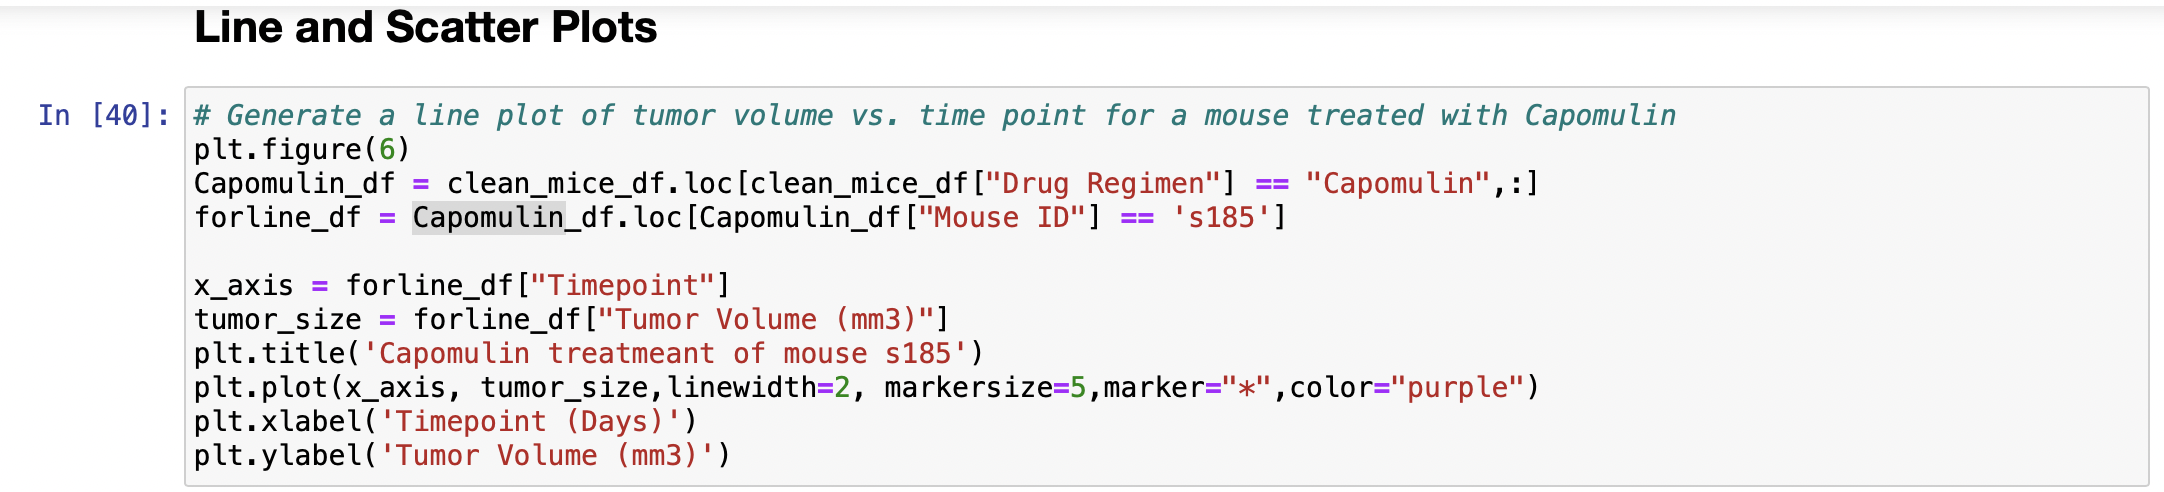 Line and Scatter Plots
In [40]:
# Generate a line plot of tumor volume vs. time point for a mouse treated with Capomulin
plt.figure(6)
Capomulin_df = clean_mice_df.loc[clean_mice_df["Drug Regimen"] == "Capomulin",:]
forline_df = Capomulin_df.loc[Capomulin_df["Mouse ID"] == 's185']
x_axis = forline_df["Timepoint"]
tumor_size = forline_df["Tumor Volume (mm3)"]
plt.title('Capomulin treatmeant of mouse s185')
plt.plot(x_axis, tumor_size,linewidth=2, markersize=5,marker="*",color="purple")
plt.xlabel('Timepoint (Days)')
plt.ylabel('Tumor Volume (mm3)')